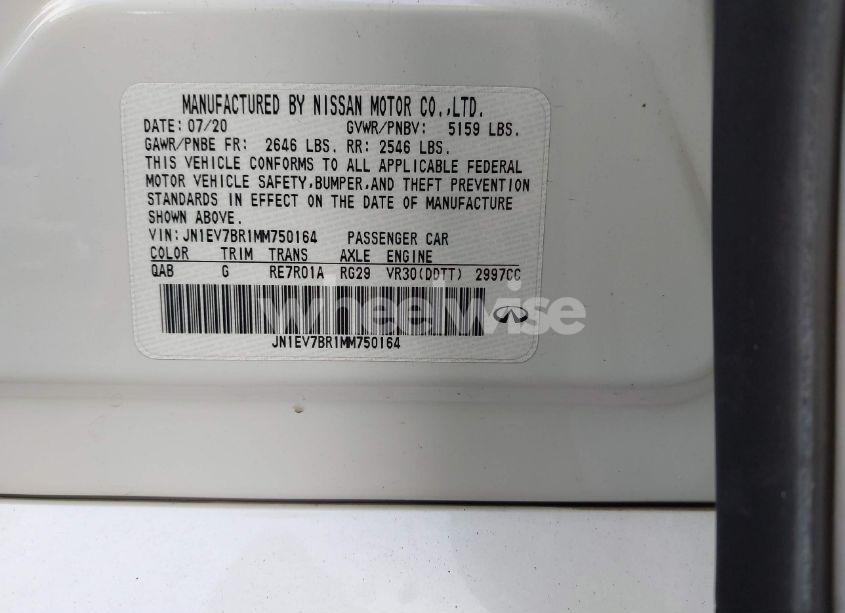 MANUFACTURED BY NISSAN MOTOR CO.,LTD.
DATE: 07/20 GVWR/PNBV: 5159 LBS.
GAWR/PNBE FR: 2646 LBS. RR: 2546 LBS.
THIS VEHICLE CONFORMS TO ALL APPLICABLE FEDERAL
MOTOR VEHICLE SAFETY,BUMPER,AND THEFT PREVENTION
STANDARDS IN EFFECT ON THE DATE OF MANUFACTURE
SHOWN ABOVE.
VIN:JN1EV7BR1MM750164 PASSENGER CAR
COLOR TRIM TRANS AXLE ENGINE
QAB G RE7R01A RG29 VR30(DDTT) 2997CC
wheelwise
JN1EV7BR1MM750164